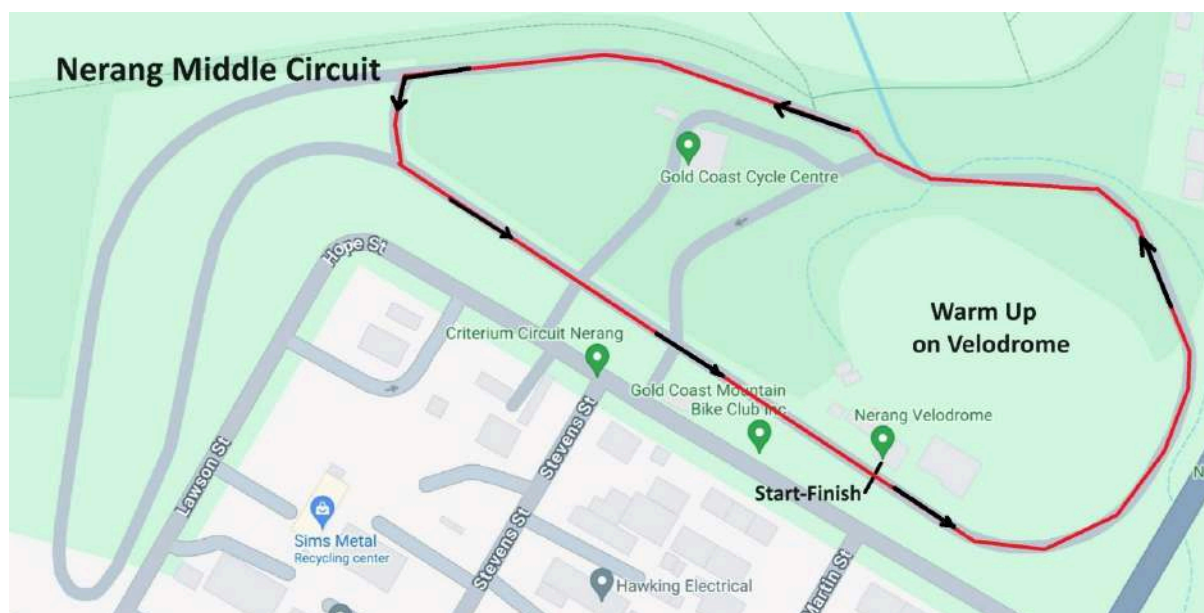 Nerang Middle Circuit
Gold Coast Cycle Centre
Hope St
Warm Up
on Velodrome
Criterium Circuit Nerang
Gold Coast Mountain
Bike Club Inc
Nerang Velodrome
Lawson St
Stevens St
Start-Finish
N
Sims Metal
Recycling center
Stevens St
Martin St
Hawking Electrical